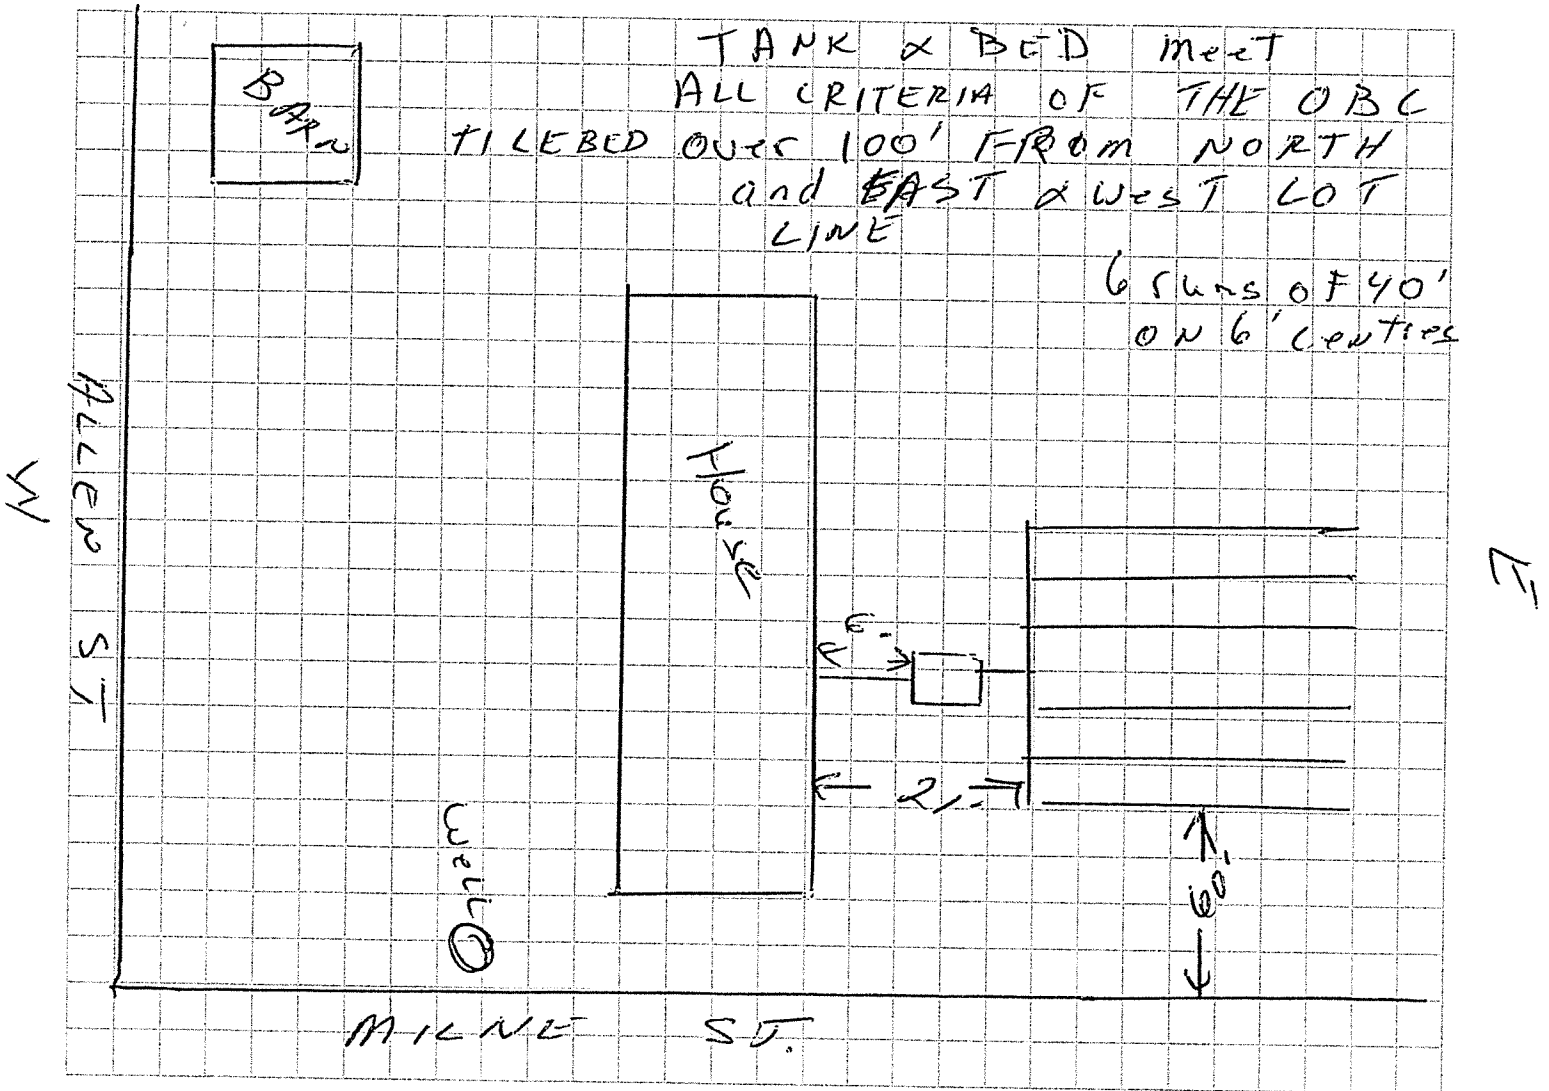 TANK & BED meet
ALL CRITERIA OF THE OBC
TILEBED over 100' FROM NORTH
and EAST & West LOT
LINE
6 runs of 40'
on 6' centres
BARN
House
ALLEN ST
W
E
6'
60'
Well
MILNE ST.